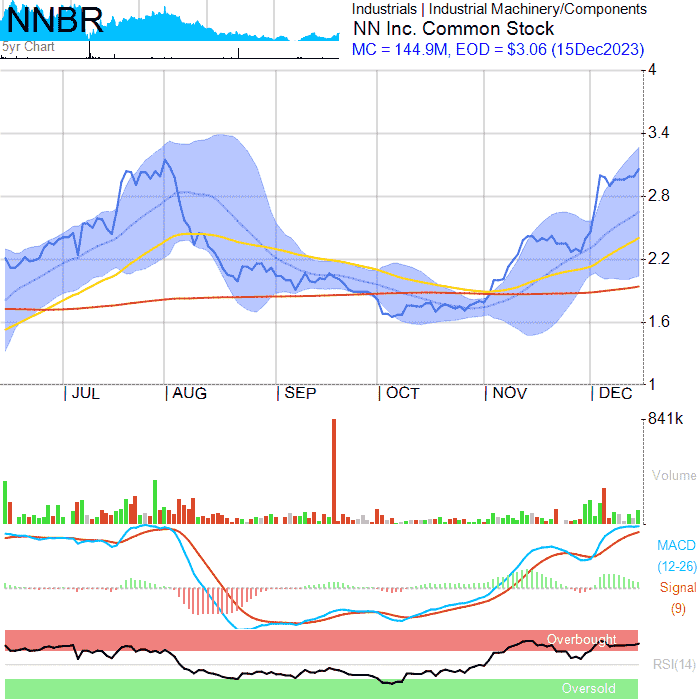 NNBR
5yr Chart
Industrials | Industrial Machinery/Components
NN Inc. Common Stock
MC = 144.9M, EOD = $3.06 (15Dec2023)
4
3.4
2.8
2.2
1.6
1
JUL
AUG
SEP
OCT
NOV
DEC
841k
Volume
MACD
(12-26)
Signal
(9)
Overbought
RSI(14)
Oversold